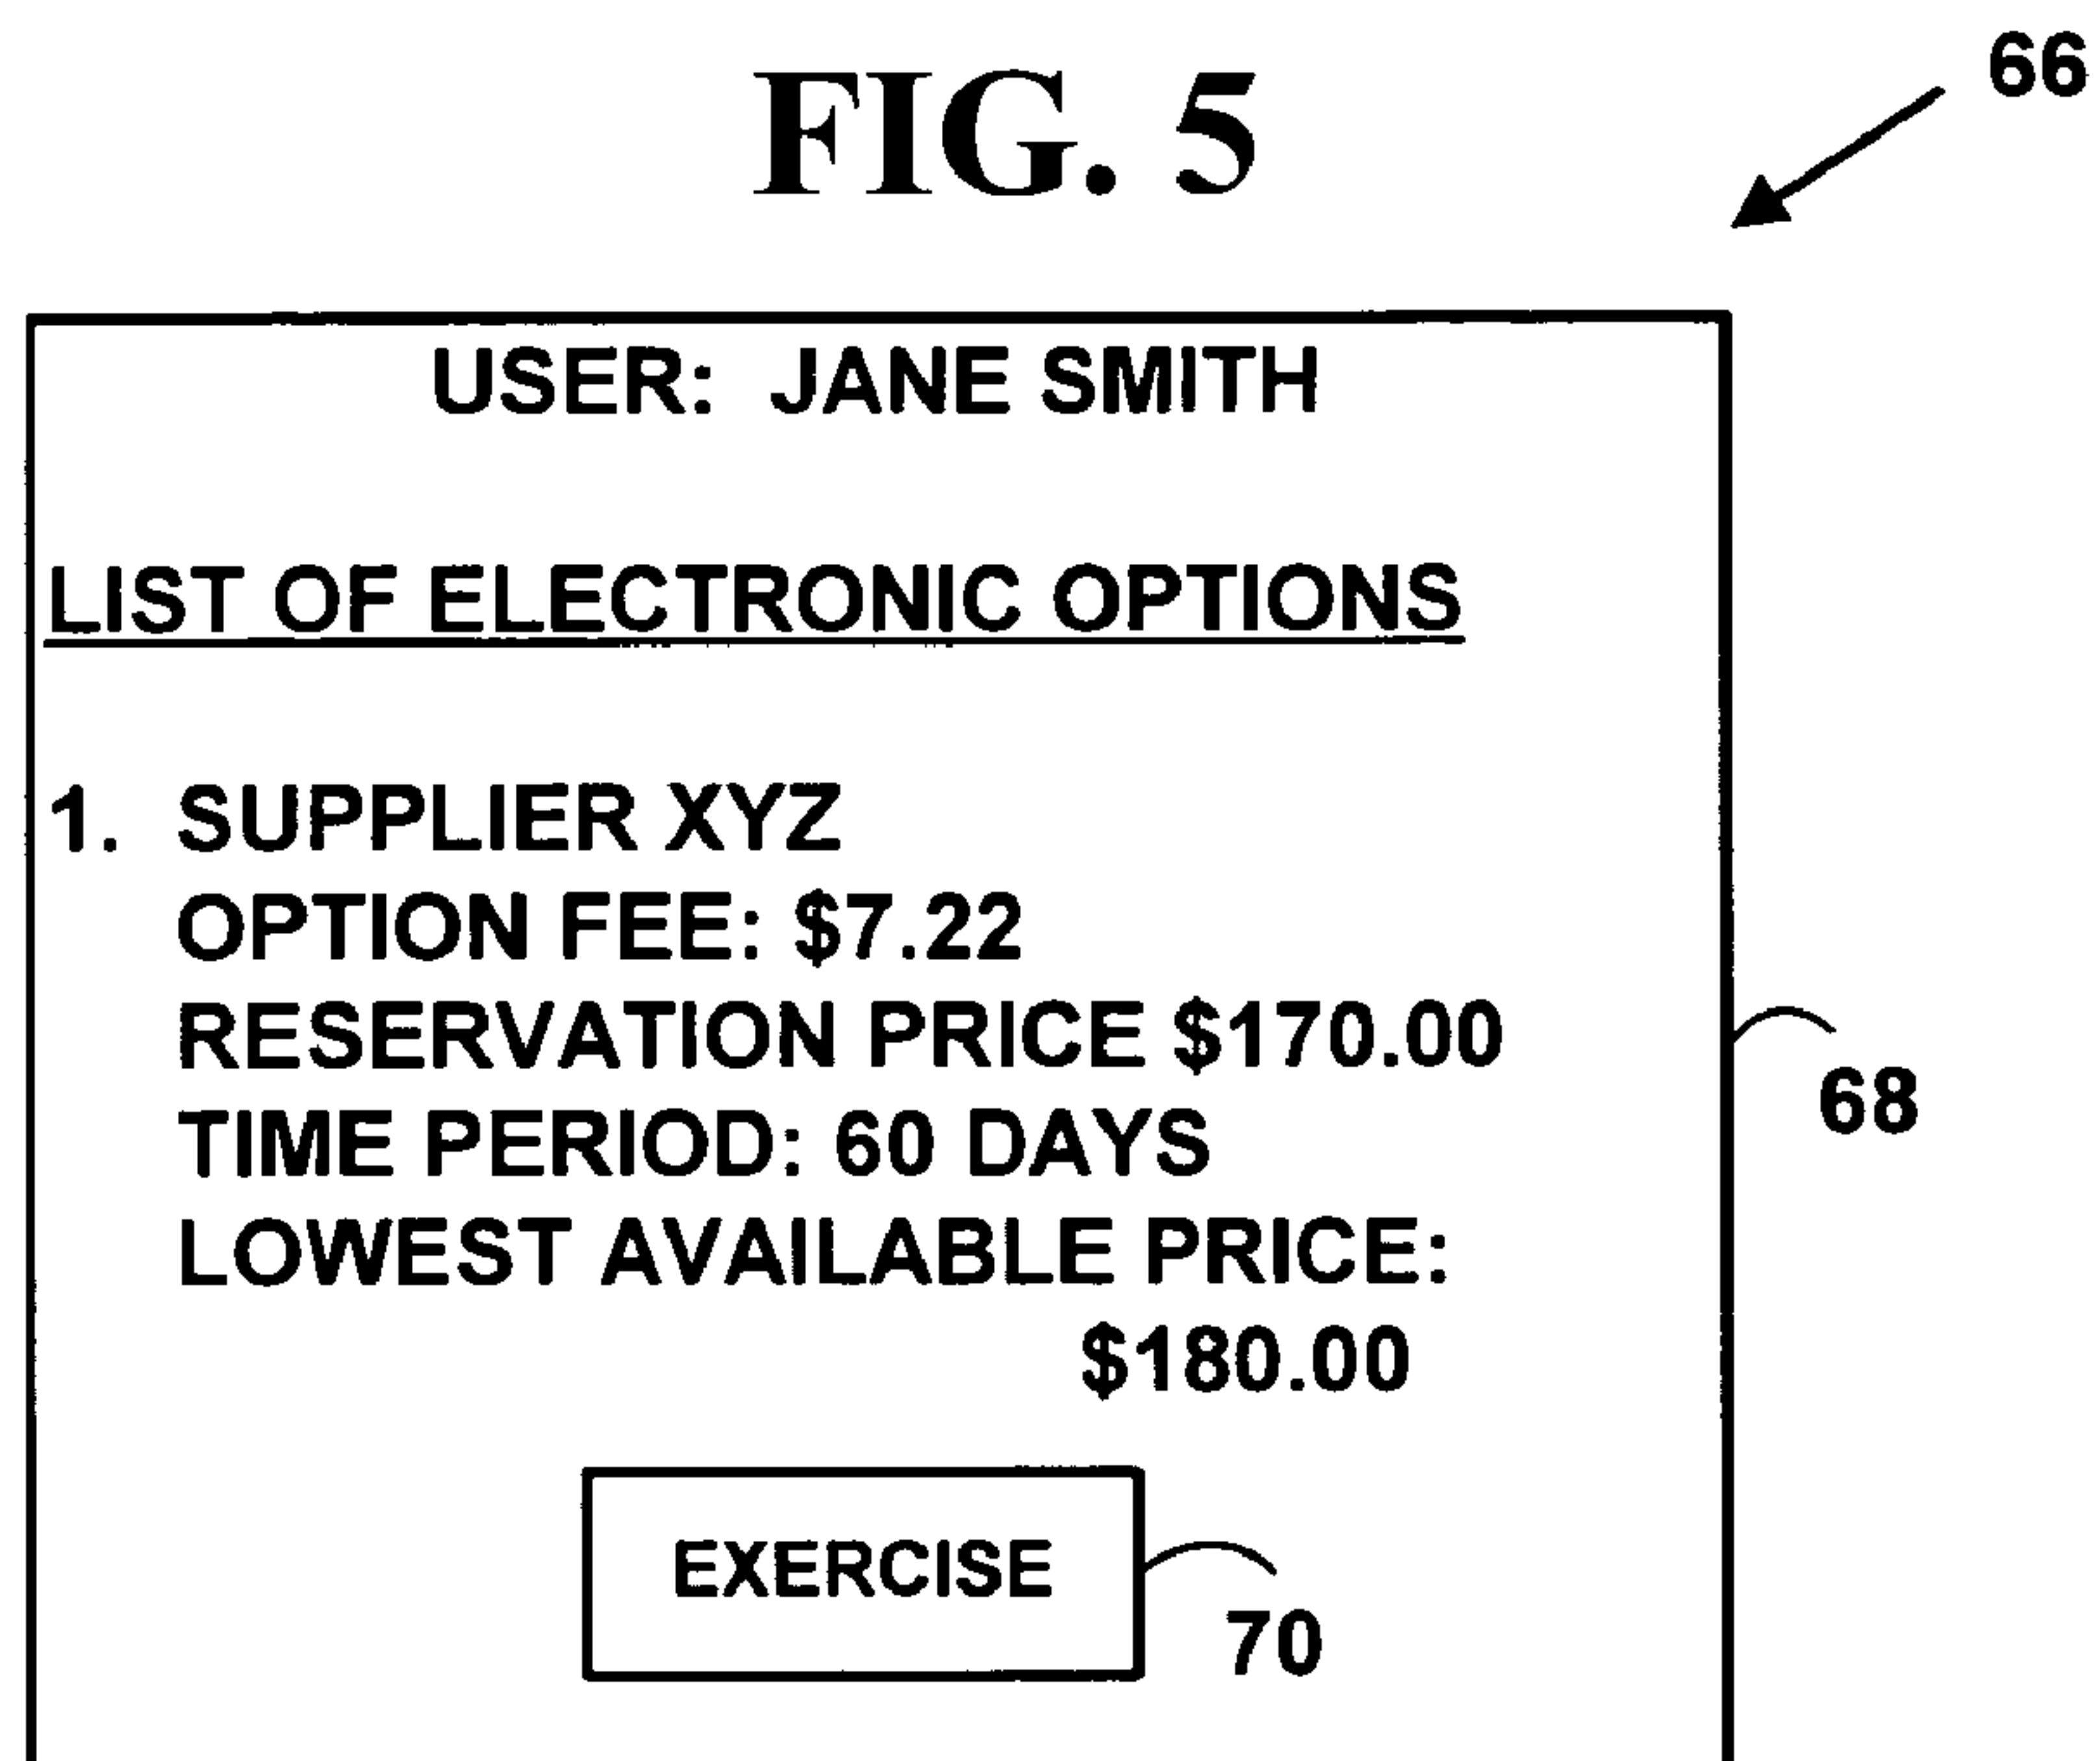 66
FIG. 5
USER: JANE SMITH
LIST OF ELECTRONIC OPTIONS
1. SUPPLIER XYZ
OPTION FEE: $7.22
RESERVATION PRICE $170.00
TIME PERIOD: 60 DAYS
68
LOWEST AVAILABLE PRICE:
$180.00
EXERCISE
70